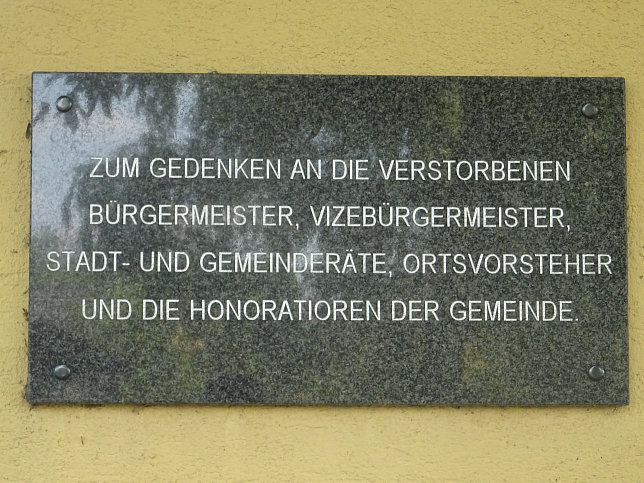 ZUM GEDENKEN AN DIE VERSTORBENEN
BÜRGERMEISTER, VIZEBÜRGERMEISTER,
STADT- UND GEMEINDERÄTE, ORTSVORSTEHER
UND DIE HONORATIOREN DER GEMEINDE.